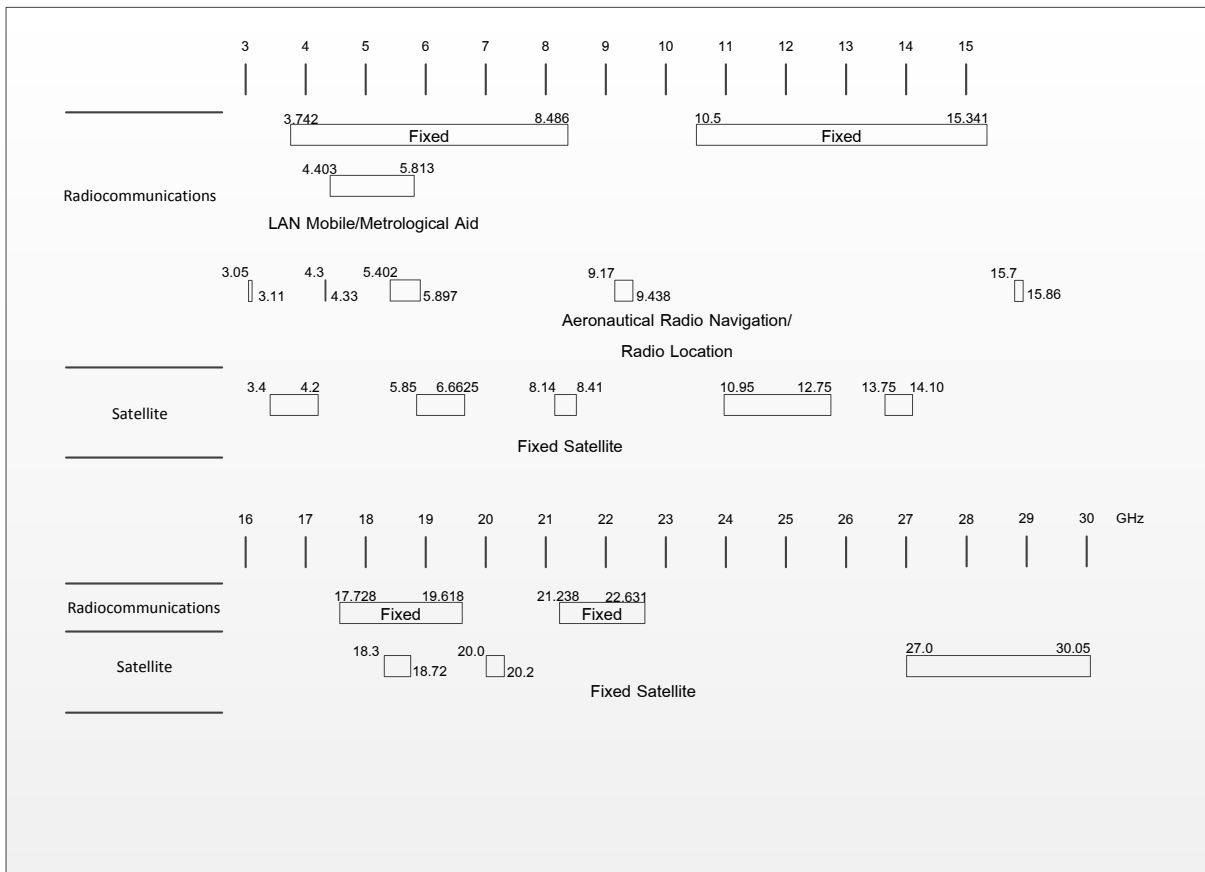 3 4 5 6 7 8 9 10 11 12 13 14 15
3.742 8.486 10.5 15.341
Fixed Fixed
4.403 5.813
Radiocommunications
LAN Mobile/Metrological Aid
3.05 4.3 5.402 9.17 15.7
3.11 4.33 5.897 9.438 15.86
Aeronautical Radio Navigation/
Radio Location
3.4 4.2 5.85 6.6625 8.14 8.41 10.95 12.75 13.75 14.10
Satellite
Fixed Satellite
16 17 18 19 20 21 22 23 24 25 26 27 28 29 30 GHz
17.728 19.618 21.238 22.631
Radiocommunications Fixed Fixed
18.3 20.0 27.0 30.05
Satellite 18.72 20.2
Fixed Satellite